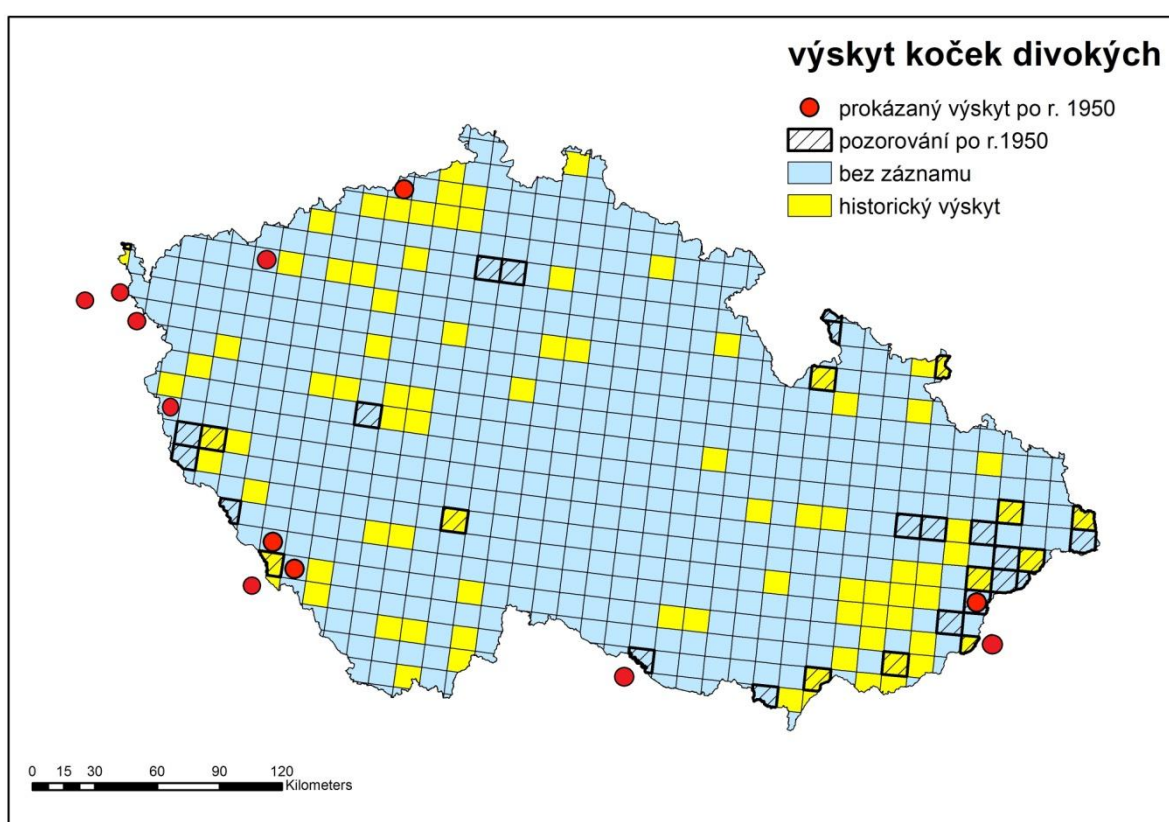 výskyt koček divokých
prokázaný výskyt po r. 1950
pozorování po r.1950
bez záznamu
historický výskyt
0 15 30 60 90 120
Kilometers